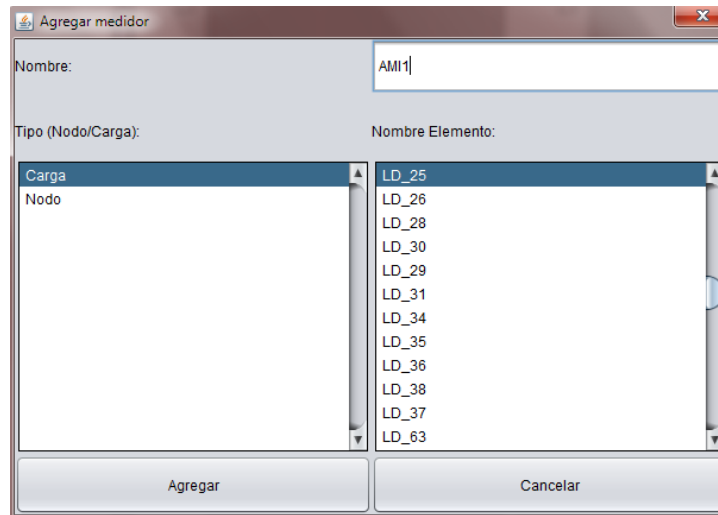 Agregar medidor
Nombre:
AMI1
Tipo (Nodo/Carga):
Nombre Elemento:
Carga
Nodo
LD_25
LD_26
LD_28
LD_30
LD_29
LD_31
LD_34
LD_35
LD_36
LD_38
LD_37
LD_63
Agregar
Cancelar